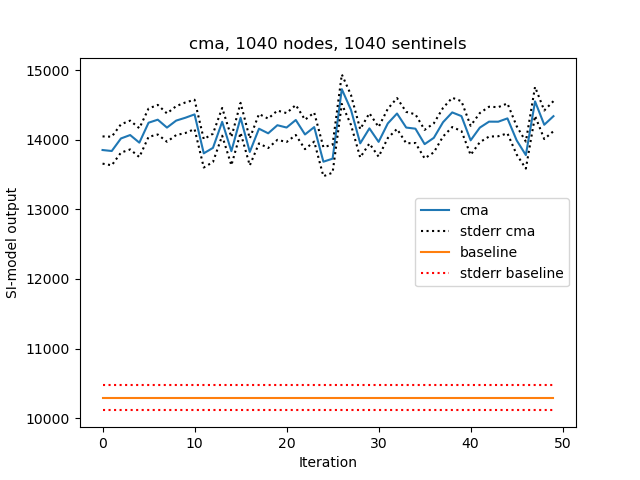 cma, 1040 nodes, 1040 sentinels
15000
14000
13000
12000
11000
10000
SI-model output
cma
stderr cma
baseline
stderr baseline
0
10
20
30
40
50
Iteration